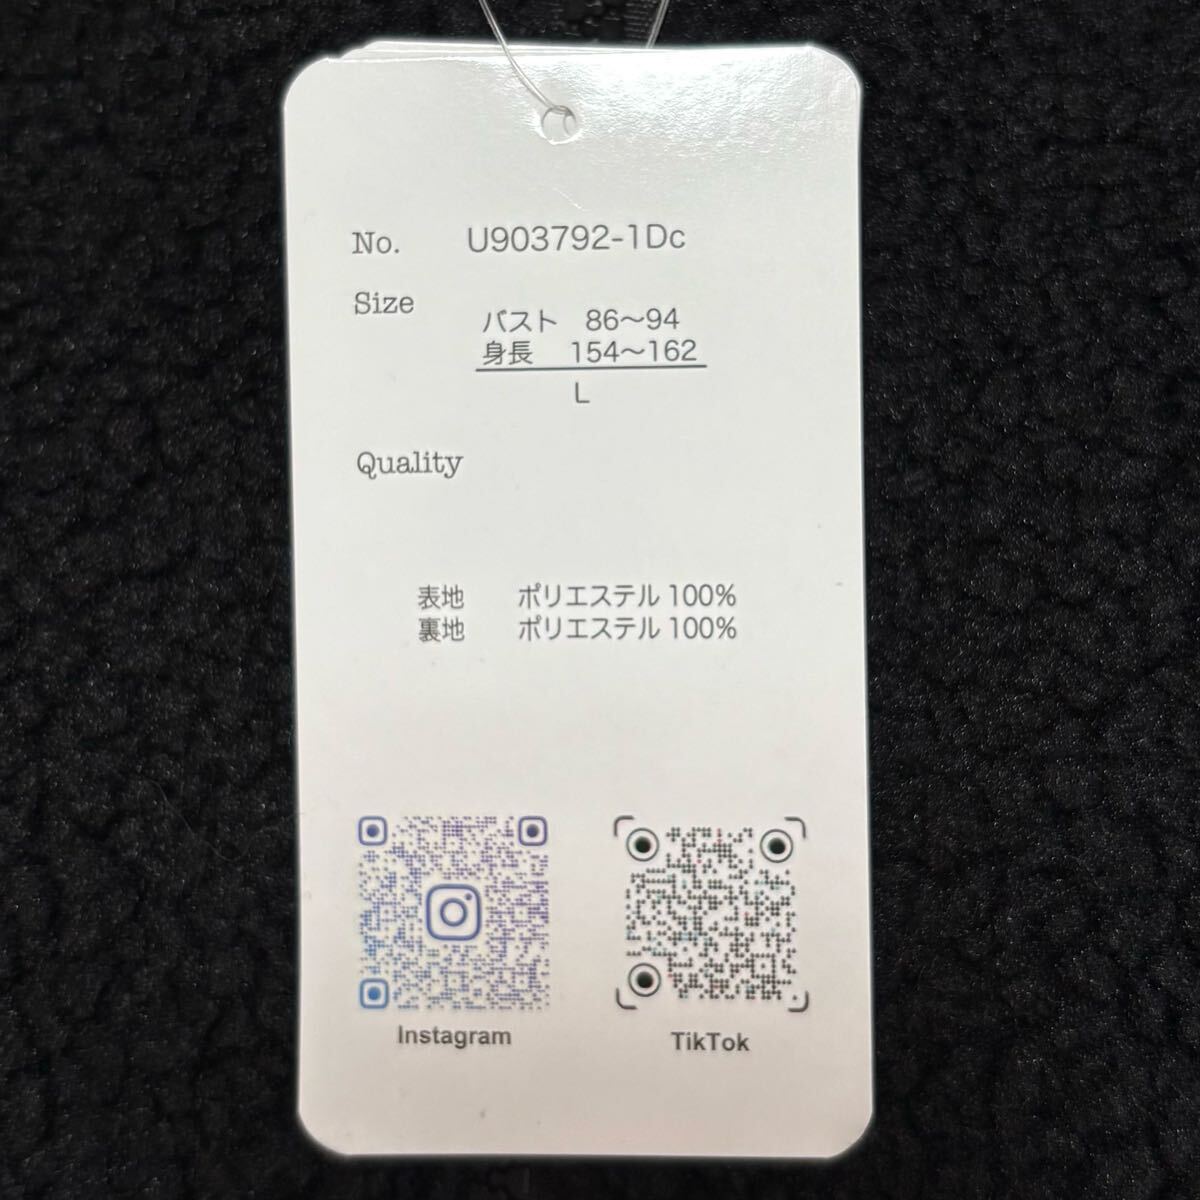 No. U903792-1Dc
Size
バスト 86～94
身長 154～162
L
Quality
表地 ポリエステル 100%
裏地 ポリエステル 100%
Instagram TikTok